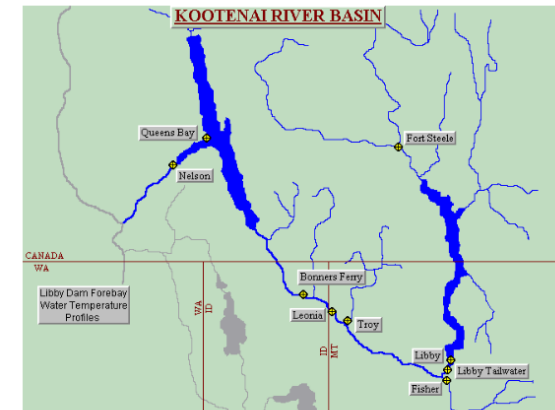 KOOTENAI RIVER BASIN
Queens Bay
Fort Steele
Nelson
CANADA
WA
Bonners Ferry
Libby Dam Forebay
Water Temperature
Profiles
WA
ID
Leonia
ID
MT
Troy
Libby
Libby Tailwater
Fisher